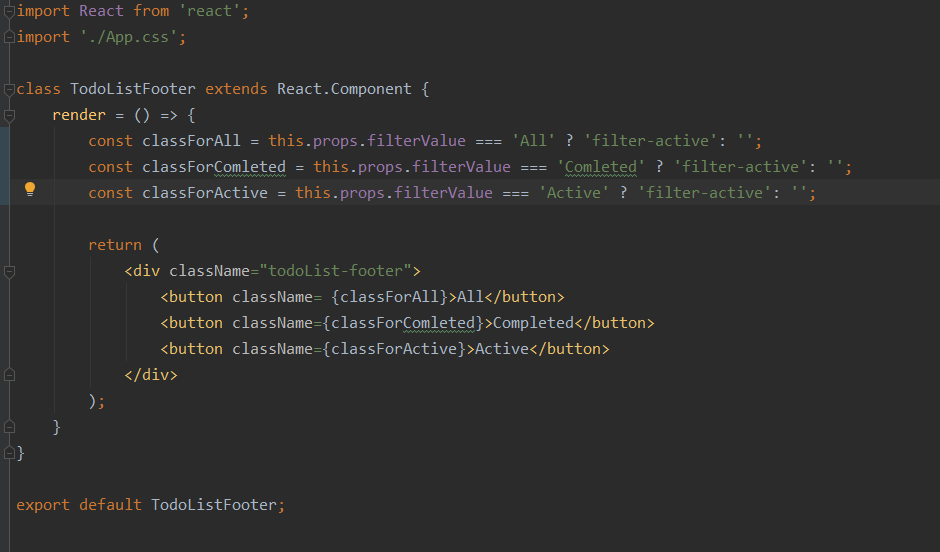 import React from 'react';
import './App.css';
class TodoListFooter extends React.Component {
render = () => {
const classForAll = this.props.filterValue === 'All' ? 'filter-active': '';
const classForComleted = this.props.filterValue === 'Comleted' ? 'filter-active': '';
const classForActive = this.props.filterValue === 'Active' ? 'filter-active': '';
return (
<div className="todoList-footer">
<button className= {classForAll}>All</button>
<button className={classForComleted}>Completed</button>
<button className={classForActive}>Active</button>
</div>
);
}
}
export default TodoListFooter;